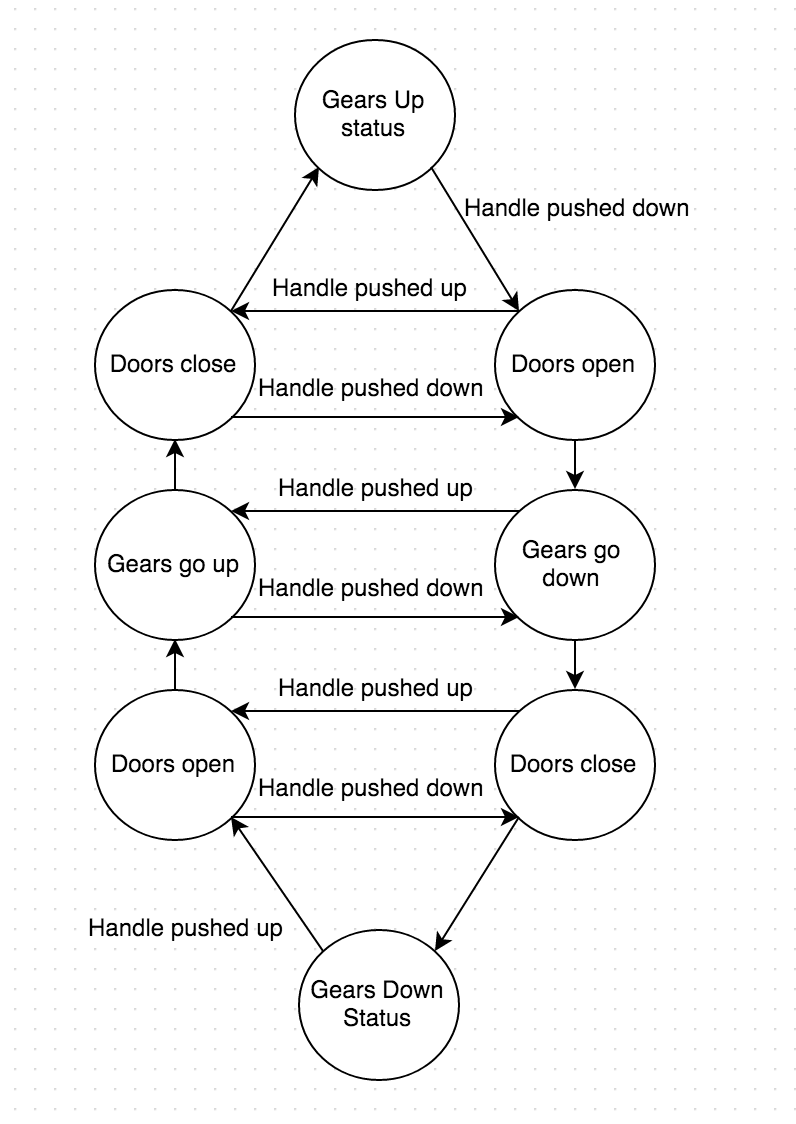 Gears Up
status
Handle pushed down
Handle pushed up
Doors close
Doors open
Handle pushed down
Handle pushed up
Gears go up
Gears go
down
Handle pushed down
Handle pushed up
Doors open
Doors close
Handle pushed down
Handle pushed up
Gears Down
Status